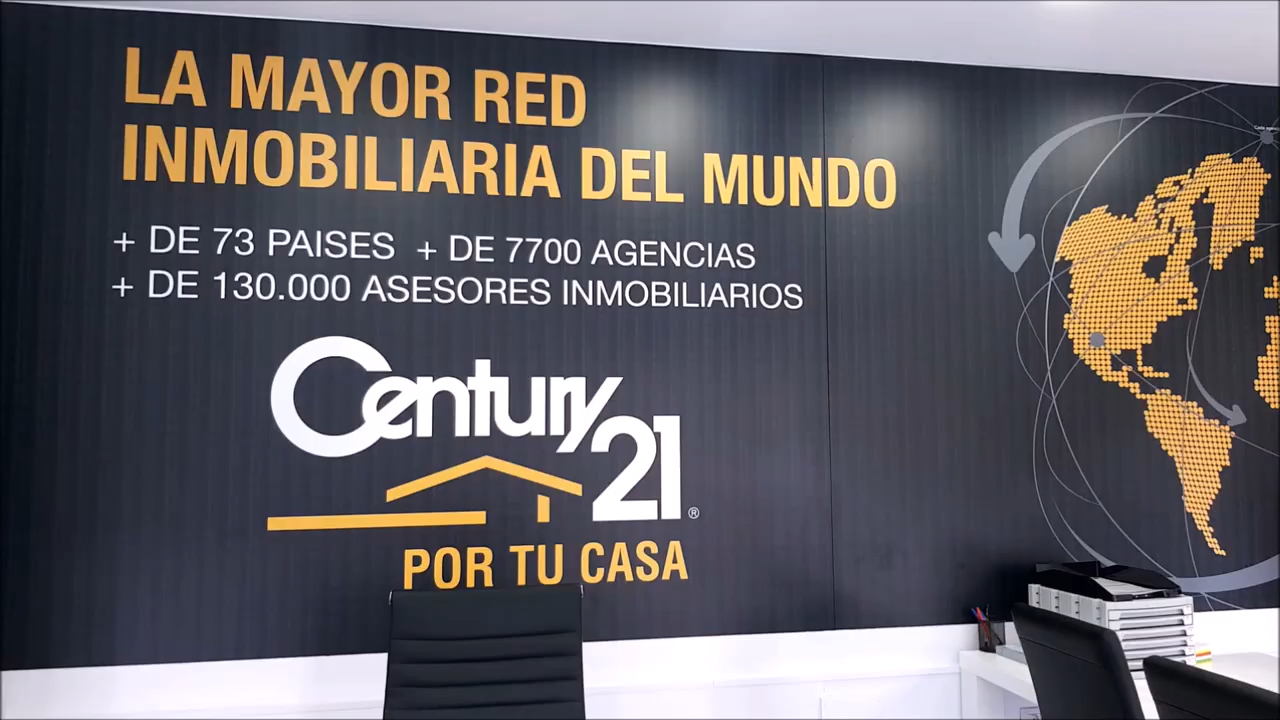 LA MAYOR RED
INMOBILIARIA DEL MUNDO
+ DE 73 PAISES + DE 7700 AGENCIAS
+ DE 130.000 ASESORES INMOBILIARIOS
Century
21®
POR TU CASA